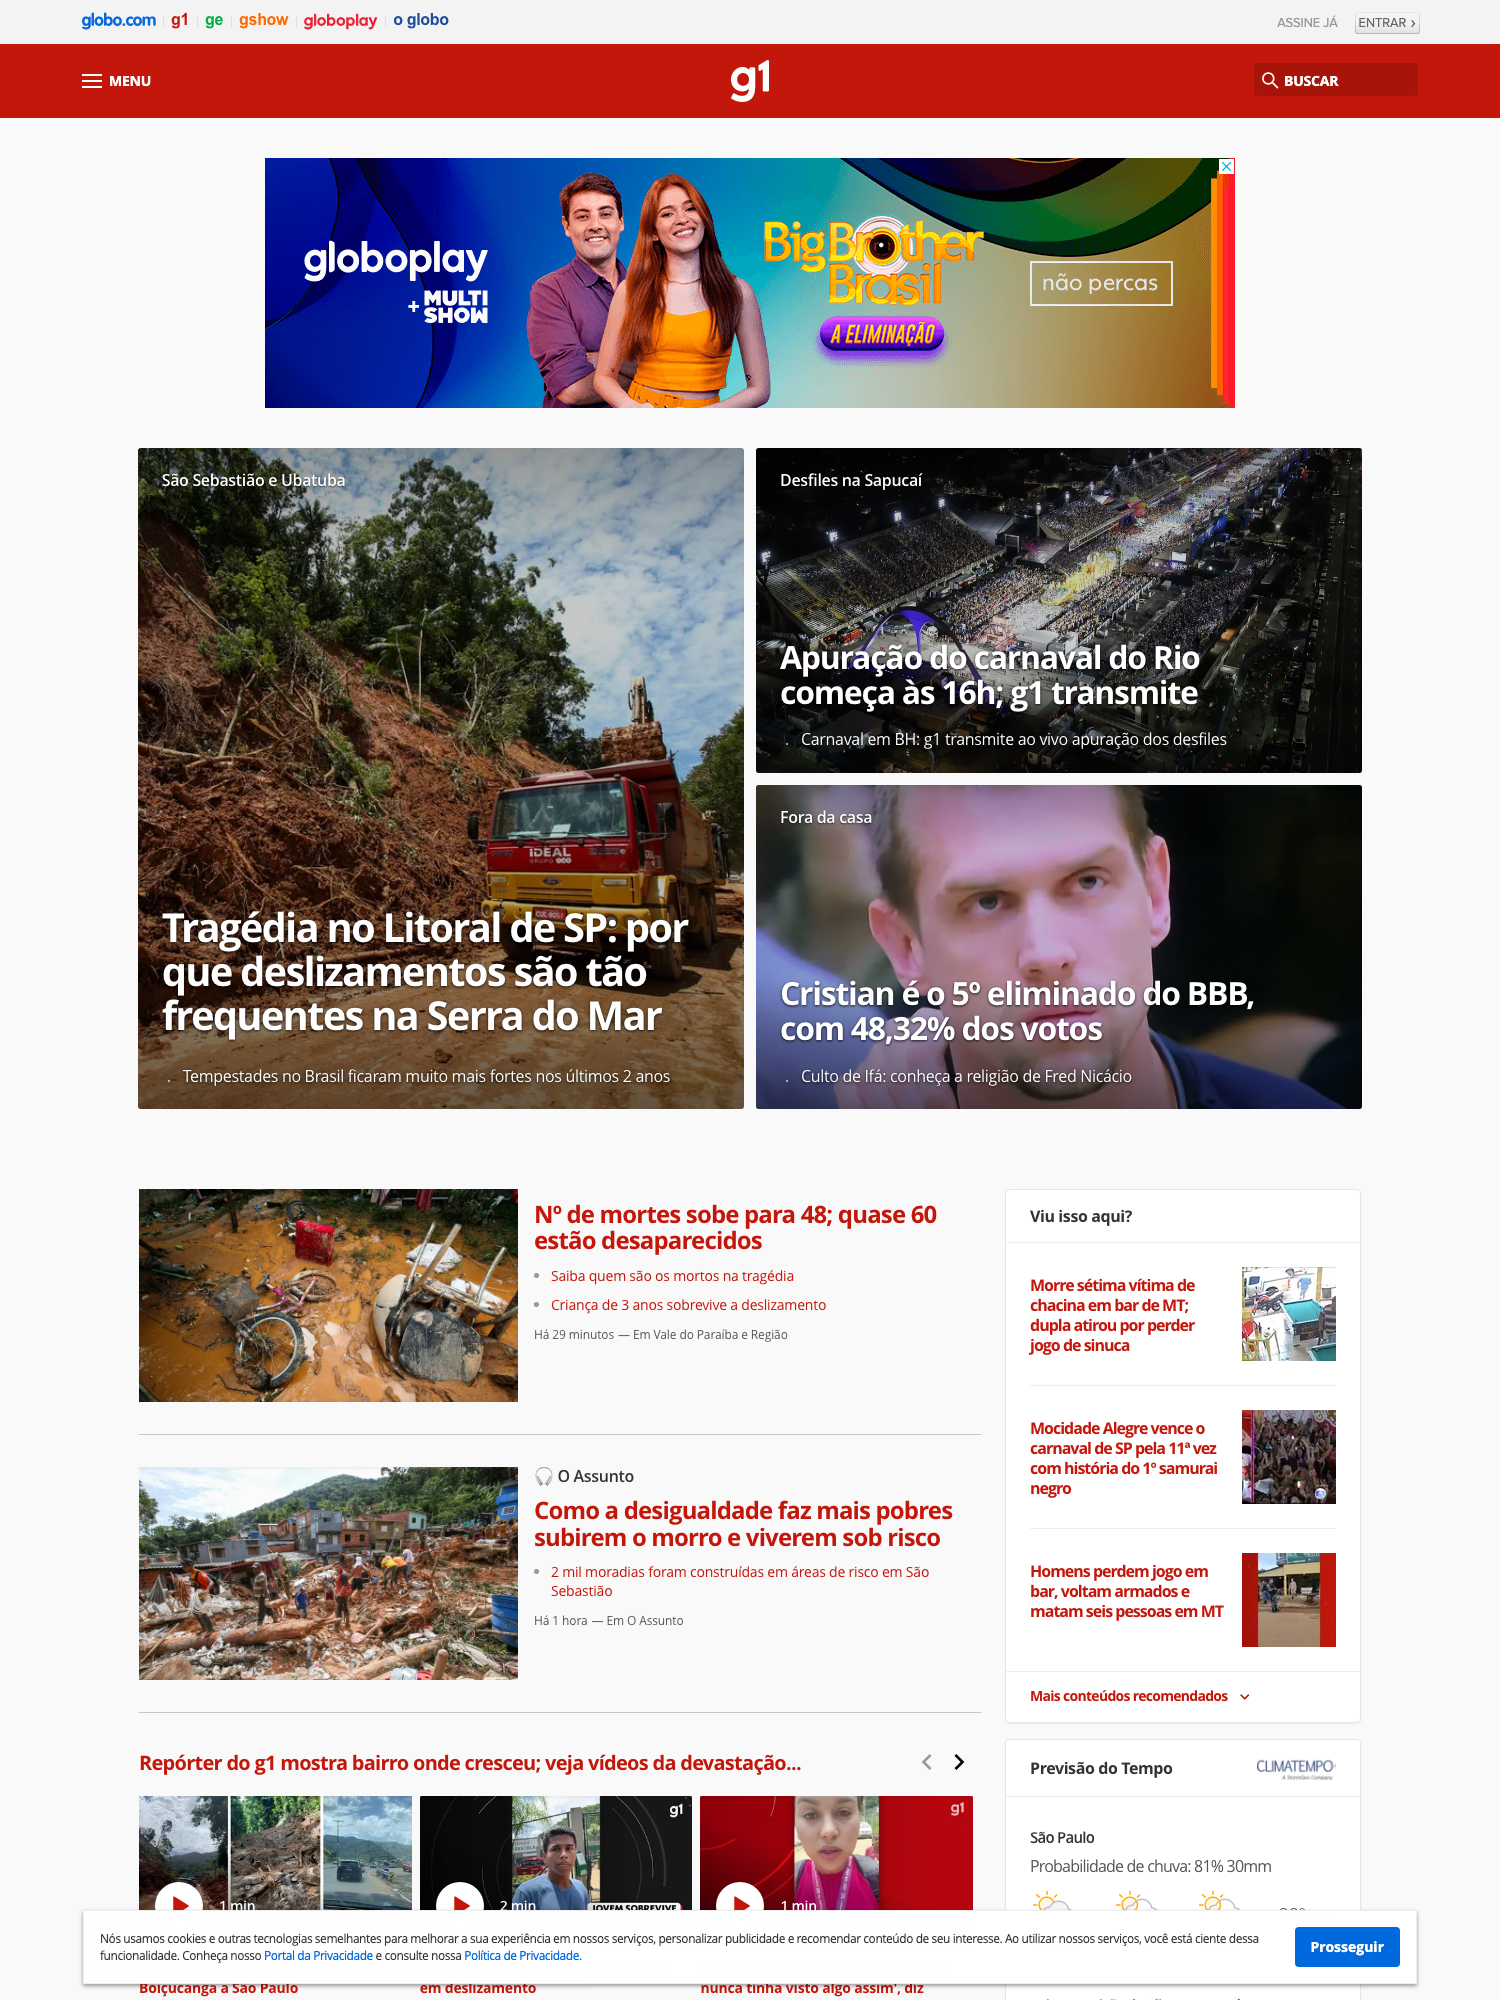 globo.com g1 ge gshow globoplay o globo
ASSINE JÁ ENTRAR ›
MENU
g1
BUSCAR
globoplay
+ MULTI
SHOW
Big Brother
Brasil
A ELIMINAÇÃO
não percas
São Sebastião e Ubatuba
IDEAL
GRUPO
Tragédia no Litoral de SP: por
que deslizamentos são tão
frequentes na Serra do Mar
. Tempestades no Brasil ficaram muito mais fortes nos últimos 2 anos
Desfiles na Sapucaí
Apuração do carnaval do Rio
começa às 16h; g1 transmite
. Carnaval em BH: g1 transmite ao vivo apuração dos desfiles
Fora da casa
Cristian é o 5º eliminado do BBB,
com 48,32% dos votos
. Culto de Ifá: conheça a religião de Fred Nicácio
Nº de mortes sobe para 48; quase 60
estão desaparecidos
• Saiba quem são os mortos na tragédia
• Criança de 3 anos sobrevive a deslizamento
Há 29 minutos — Em Vale do Paraíba e Região
O Assunto
Como a desigualdade faz mais pobres
subirem o morro e viverem sob risco
• 2 mil moradias foram construídas em áreas de risco em São
Sebastião
Há 1 hora — Em O Assunto
Viu isso aqui?
Morre sétima vítima de
chacina em bar de MT;
dupla atirou por perder
jogo de sinuca
Mocidade Alegre vence o
carnaval de SP pela 11ª vez
com história do 1º samurai
negro
Homens perdem jogo em
bar, voltam armados e
matam seis pessoas em MT
Mais conteúdos recomendados
Repórter do g1 mostra bairro onde cresceu; veja vídeos da devastação...
1 min
g1
2 min
JOVEM SOBREVIVE
g1
1 min
Previsão do Tempo
CLIMATEMPO
A StormGeo Company
São Paulo
Probabilidade de chuva: 81% 30mm
Nós usamos cookies e outras tecnologias semelhantes para melhorar a sua experiência em nossos serviços, personalizar publicidade e recomendar conteúdo de seu interesse. Ao utilizar nossos serviços, você está ciente dessa
funcionalidade. Conheça nosso Portal da Privacidade e consulte nossa Política de Privacidade.
Prosseguir
Boiçucanga a São Paulo
em deslizamento
nunca tinha visto algo assim', diz